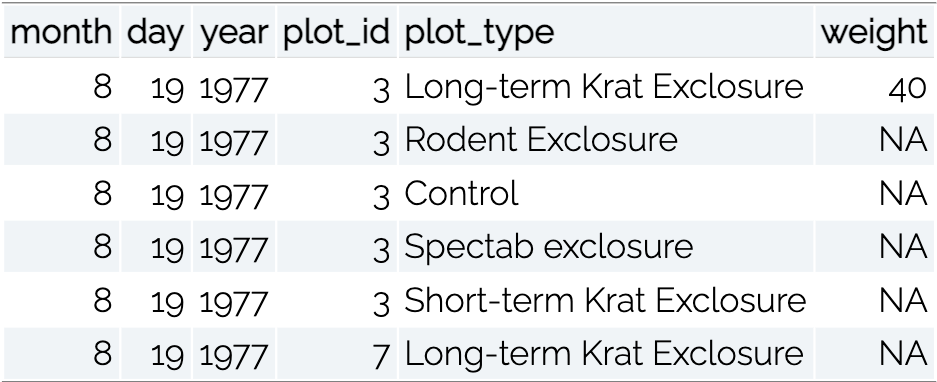 month day year plot_id plot_type weight
8 19 1977 3 Long-term Krat Exclosure 40
8 19 1977 3 Rodent Exclosure NA
8 19 1977 3 Control NA
8 19 1977 3 Spectab exclosure NA
8 19 1977 3 Short-term Krat Exclosure NA
8 19 1977 7 Long-term Krat Exclosure NA